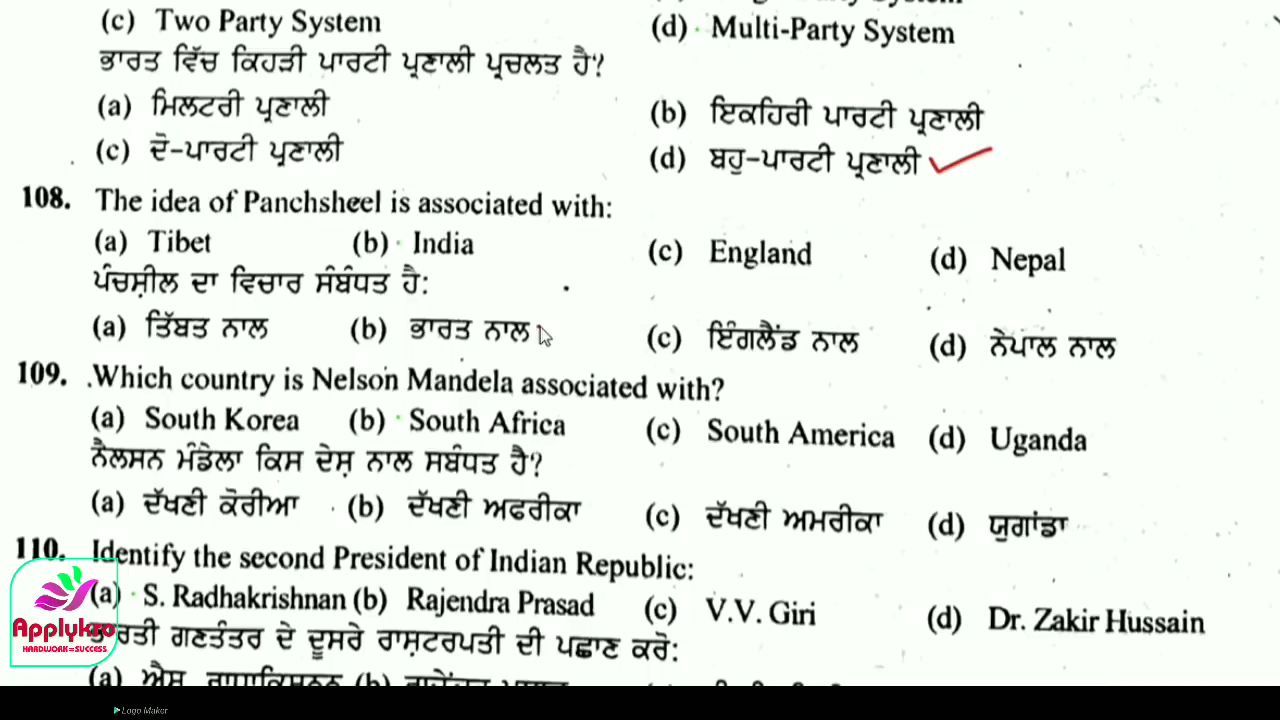 (c) Two Party System (d) Multi-Party System
ਭਾਰਤ ਵਿੱਚ ਕਿਹੜੀ ਪਾਰਟੀ ਪ੍ਰਣਾਲੀ ਪ੍ਰਚਲਤ ਹੈ?
(a) ਮਿਲਟਰੀ ਪ੍ਰਣਾਲੀ (b) ਇਕਹਿਰੀ ਪਾਰਟੀ ਪ੍ਰਣਾਲੀ
(c) ਦੋ-ਪਾਰਟੀ ਪ੍ਰਣਾਲੀ (d) ਬਹੁ-ਪਾਰਟੀ ਪ੍ਰਣਾਲੀ
108. The idea of Panchsheel is associated with:
(a) Tibet (b) India (c) England (d) Nepal
ਪੰਚਸ਼ੀਲ ਦਾ ਵਿਚਾਰ ਸੰਬੰਧਤ ਹੈ:
(a) ਤਿੱਬਤ ਨਾਲ (b) ਭਾਰਤ ਨਾਲ (c) ਇੰਗਲੈਂਡ ਨਾਲ (d) ਨੇਪਾਲ ਨਾਲ
109. Which country is Nelson Mandela associated with?
(a) South Korea (b) South Africa (c) South America (d) Uganda
ਨੈਲਸਨ ਮੰਡੇਲਾ ਕਿਸ ਦੇਸ਼ ਨਾਲ ਸਬੰਧਤ ਹੈ?
(a) ਦੱਖਣੀ ਕੋਰੀਆ (b) ਦੱਖਣੀ ਅਫਰੀਕਾ (c) ਦੱਖਣੀ ਅਮਰੀਕਾ (d) ਯੁਗਾਂਡਾ
110. Identify the second President of Indian Republic:
(a) S. Radhakrishnan (b) Rajendra Prasad (c) V.V. Giri (d) Dr. Zakir Hussain
ਭਾਰਤੀ ਗਣਤੰਤਰ ਦੇ ਦੂਸਰੇ ਰਾਸ਼ਟਰਪਤੀ ਦੀ ਪਛਾਣ ਕਰੋ:
(a) ਐਸ. (b)
Applykro
HARDWORK=SUCCESS
Logo Maker